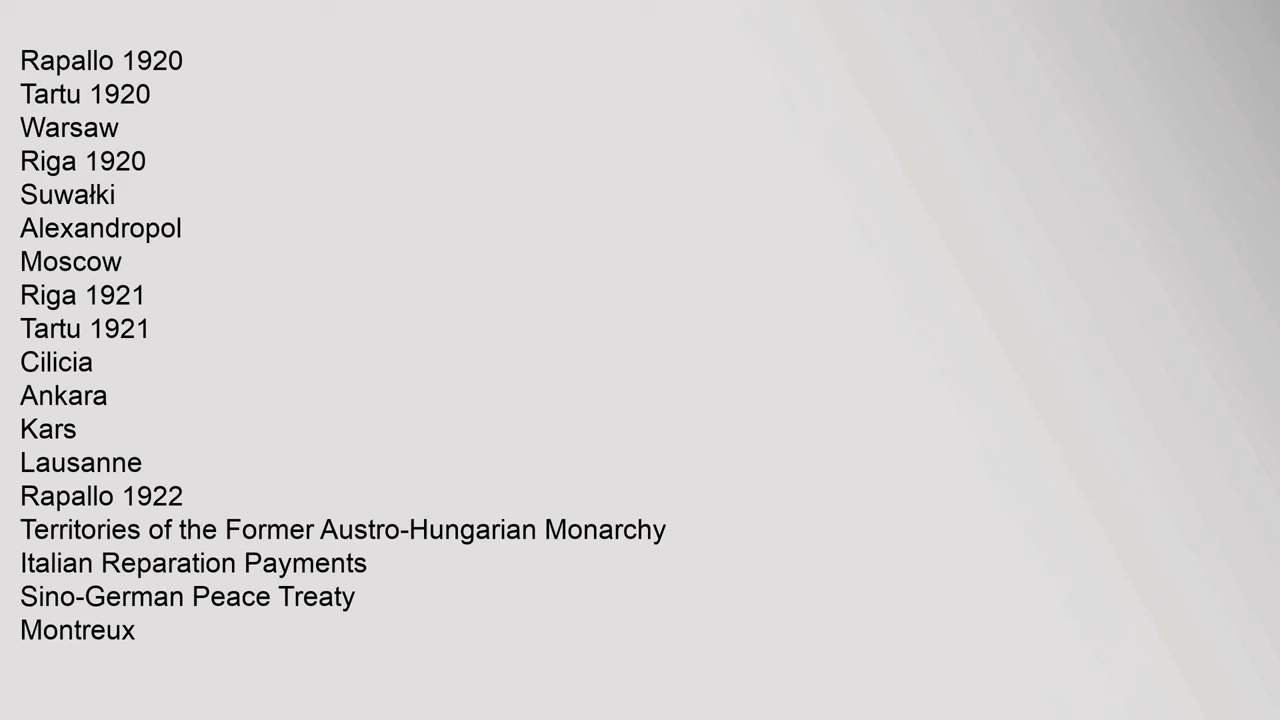 Rapallo 1920
Tartu 1920
Warsaw
Riga 1920
Suwałki
Alexandropol
Moscow
Riga 1921
Tartu 1921
Cilicia
Ankara
Kars
Lausanne
Rapallo 1922
Territories of the Former Austro-Hungarian Monarchy
Italian Reparation Payments
Sino-German Peace Treaty
Montreux